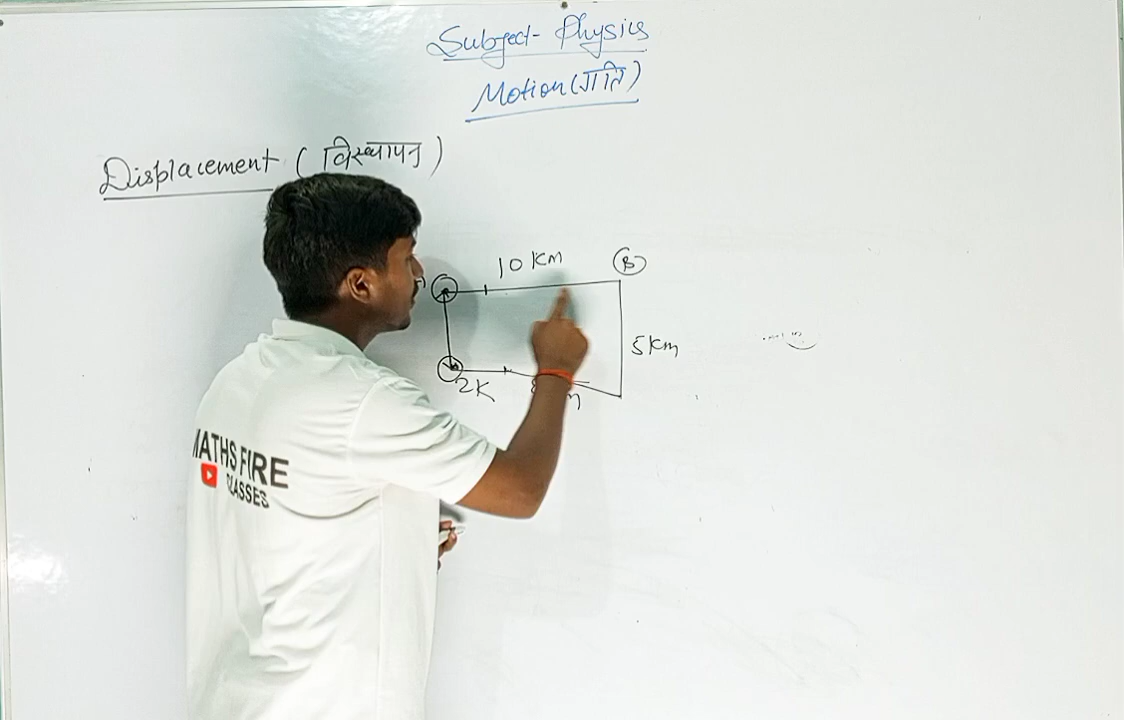 Subject- Physics
Motion (गति)
Displacement (विस्थापन)
10 Km
B
5 Km
2K
MATHS FIRE
CLASSES